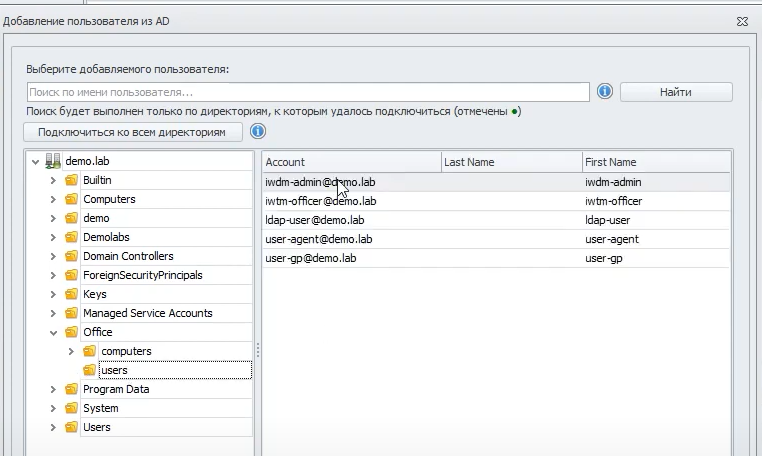 Добавление пользователя из AD
Выберите добавляемого пользователя:
Поиск по имени пользователя...
Найти
Поиск будет выполнен только по директориям, к которым удалось подключиться (отмечены ●)
Подключиться ко всем директориям
demo.lab
Builtin
Computers
demo
Demolabs
Domain Controllers
ForeignSecurityPrincipals
Keys
Managed Service Accounts
Office
computers
users
Program Data
System
Users
Account Last Name First Name
iwdm-admin@demo.lab iwdm-admin
iwtm-officer@demo.lab iwtm-officer
ldap-user@demo.lab ldap-user
user-agent@demo.lab user-agent
user-gp@demo.lab user-gp